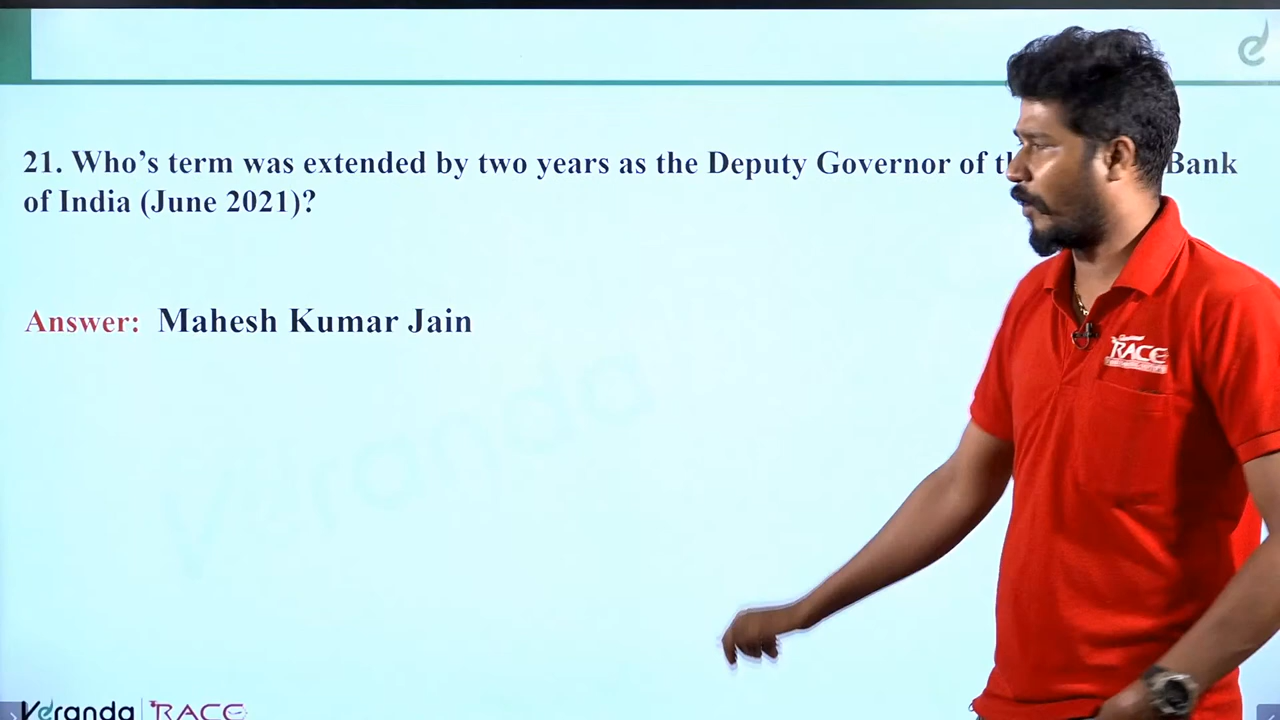 21. Who’s term was extended by two years as the Deputy Governor of Bank
of India (June 2021)?
Answer: Mahesh Kumar Jain
Veranda
Veranda RACE
RACE